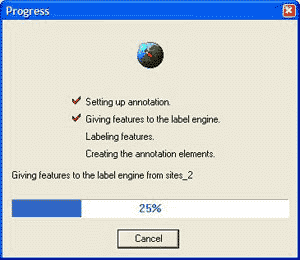 Progress
Setting up annotation.
Giving features to the label engine.
Labeling features.
Creating the annotation elements.
Giving features to the label engine from sites_2
25%
Cancel